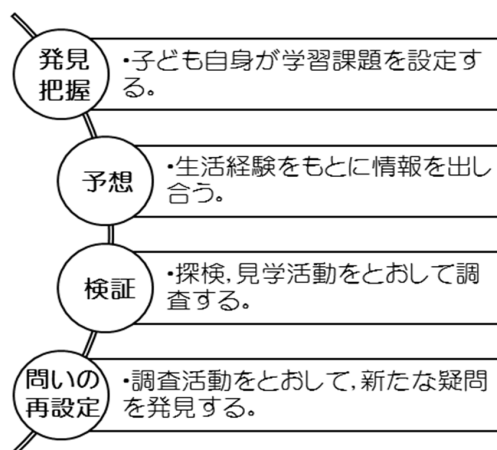 発見
把握
・子ども自身が学習課題を設定す
る。
予想
・生活経験をもとに情報を出し
合う。
検証
・探検,見学活動をとおして調
査する。
問いの
再設定
・調査活動をとおして,新たな疑問
を発見する。